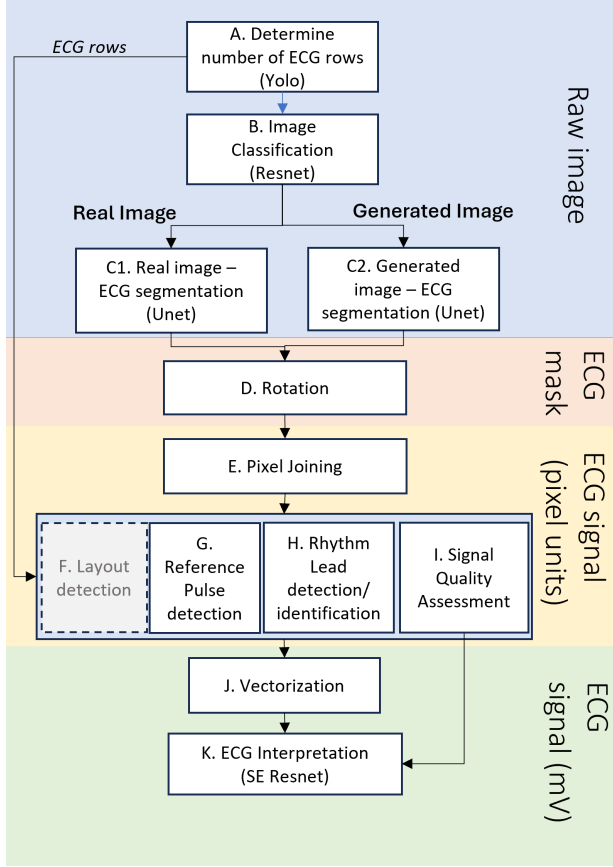 ECG rows
A. Determine
number of ECG rows
(Yolo)
B. Image
Classification
(Resnet)
Raw image
Real Image
Generated Image
C1. Real image –
ECG segmentation
(Unet)
C2. Generated
image – ECG
segmentation (Unet)
D. Rotation
ECG
mask
E. Pixel Joining
F. Layout
detection
G.
Reference
Pulse
detection
H. Rhythm
Lead
detection/
identification
I. Signal
Quality
Assessment
ECG signal
(pixel units)
J. Vectorization
K. ECG Interpretation
(SE Resnet)
ECG
signal (mV)